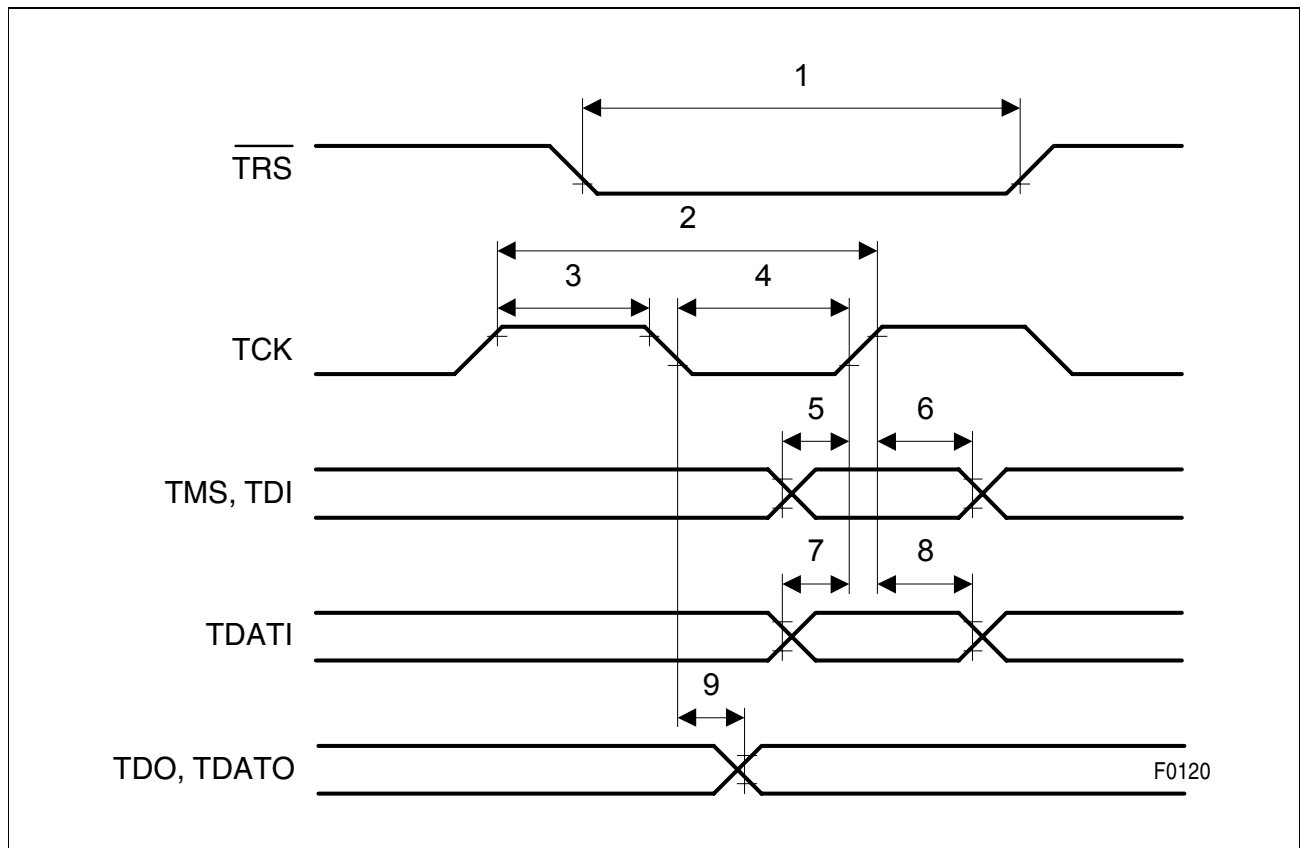 1
TRS
2
3 4
TCK
5 6
TMS, TDI
7 8
TDATI
9
TDO, TDATO
F0120